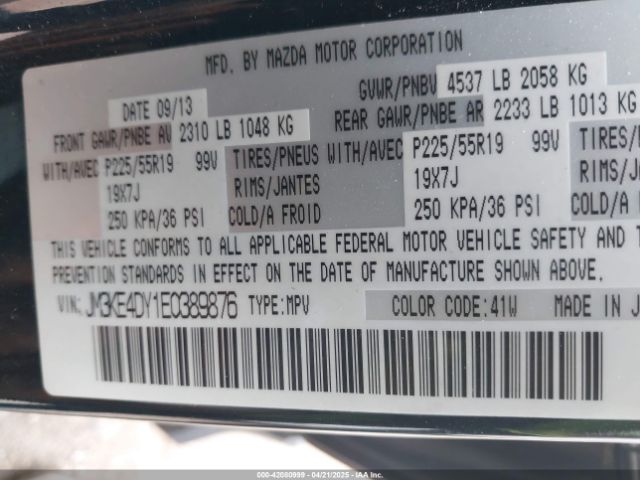 MFD. BY MAZDA MOTOR CORPORATION
GVWR/PNBV 4537 LB 2058 KG
DATE 09/13
FRONT GAWR/PNBE AV 2310 LB 1048 KG REAR GAWR/PNBE AR 2233 LB 1013 KG
WITH/AVEC P225/55R19 99V TIRES/PNEUS WITH/AVEC P225/55R19 99V TIRES/
19X7J RIMS/JANTES 19X7J RIMS/JAN
250 KPA/36 PSI COLD/A FROID 250 KPA/36 PSI COLD/A
THIS VEHICLE CONFORMS TO ALL APPLICABLE FEDERAL MOTOR VEHICLE SAFETY AND T
PREVENTION STANDARDS IN EFFECT ON THE DATE OF MANUFACTURE SHOWN ABOVE.
VIN: JM3KE4DY1E0389876 TYPE:MPV COLOR CODE:41W MADE IN J
000-42080999 04/21/2025 IAAI.COM